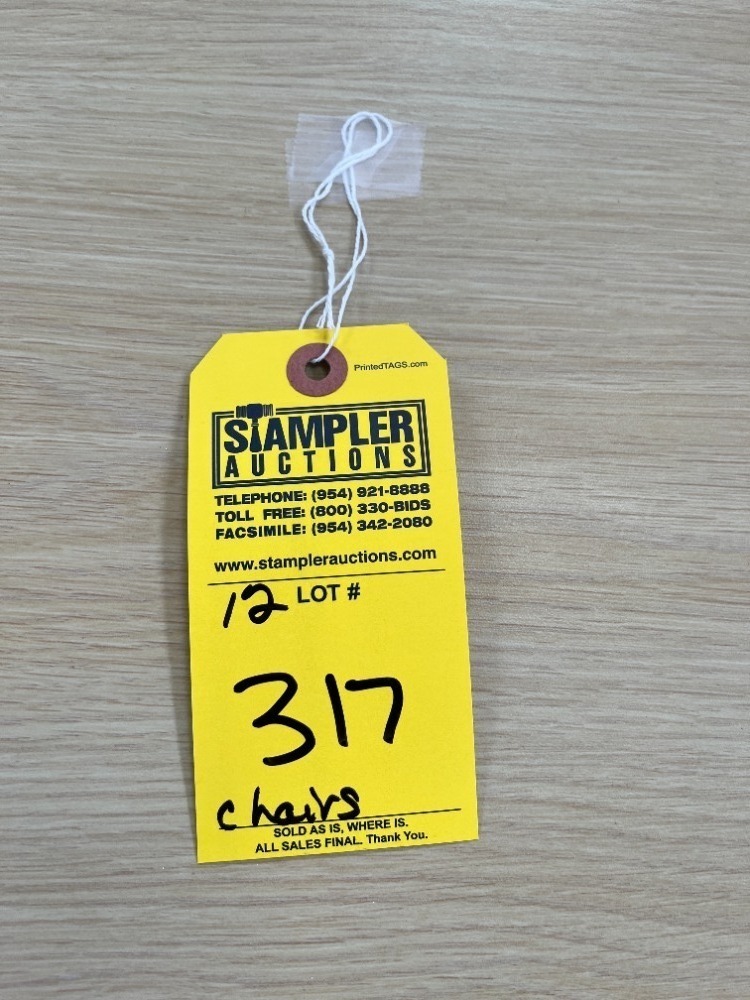 PrintedTAGS.com
STAMPLER
AUCTIONS
TELEPHONE: (954) 921-8888
TOLL FREE: (800) 330-BIDS
FACSIMILE: (954) 342-2080
www.stamplerauctions.com
12 LOT #
317
chairs
SOLD AS IS, WHERE IS.
ALL SALES FINAL. Thank You.